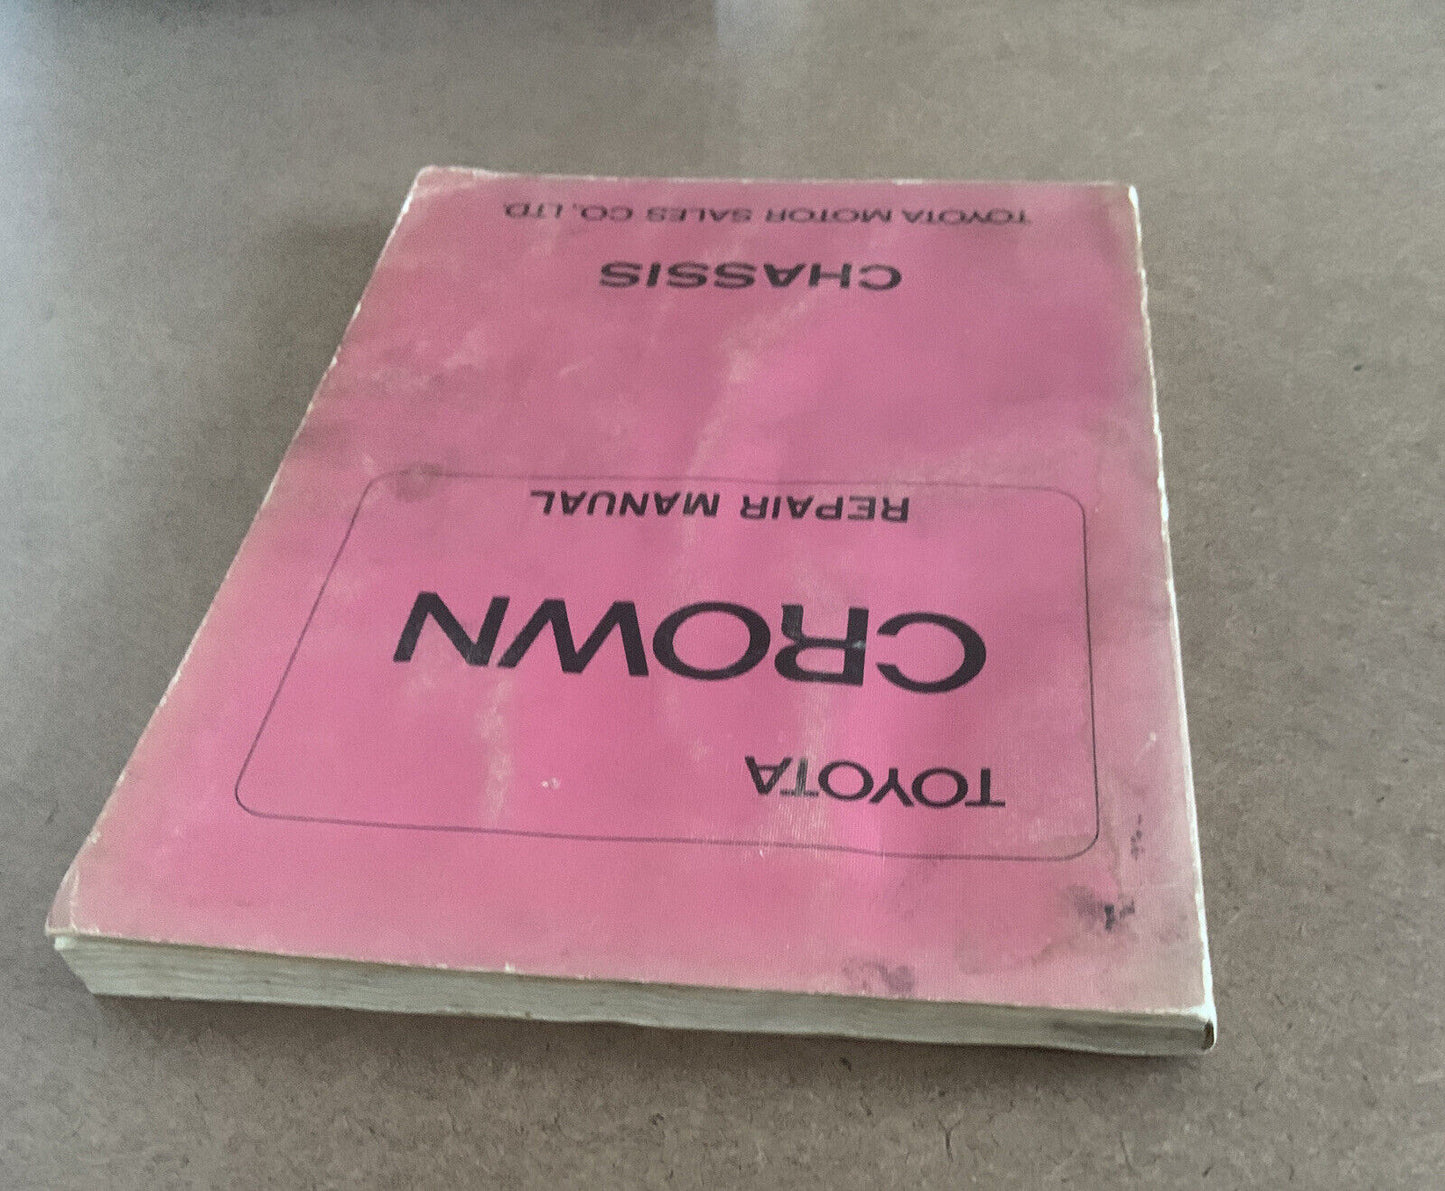 TOYOTA
CROWN
REPAIR MANUAL
CHASSIS
TOYOTA MOTOR SALES CO., LTD.